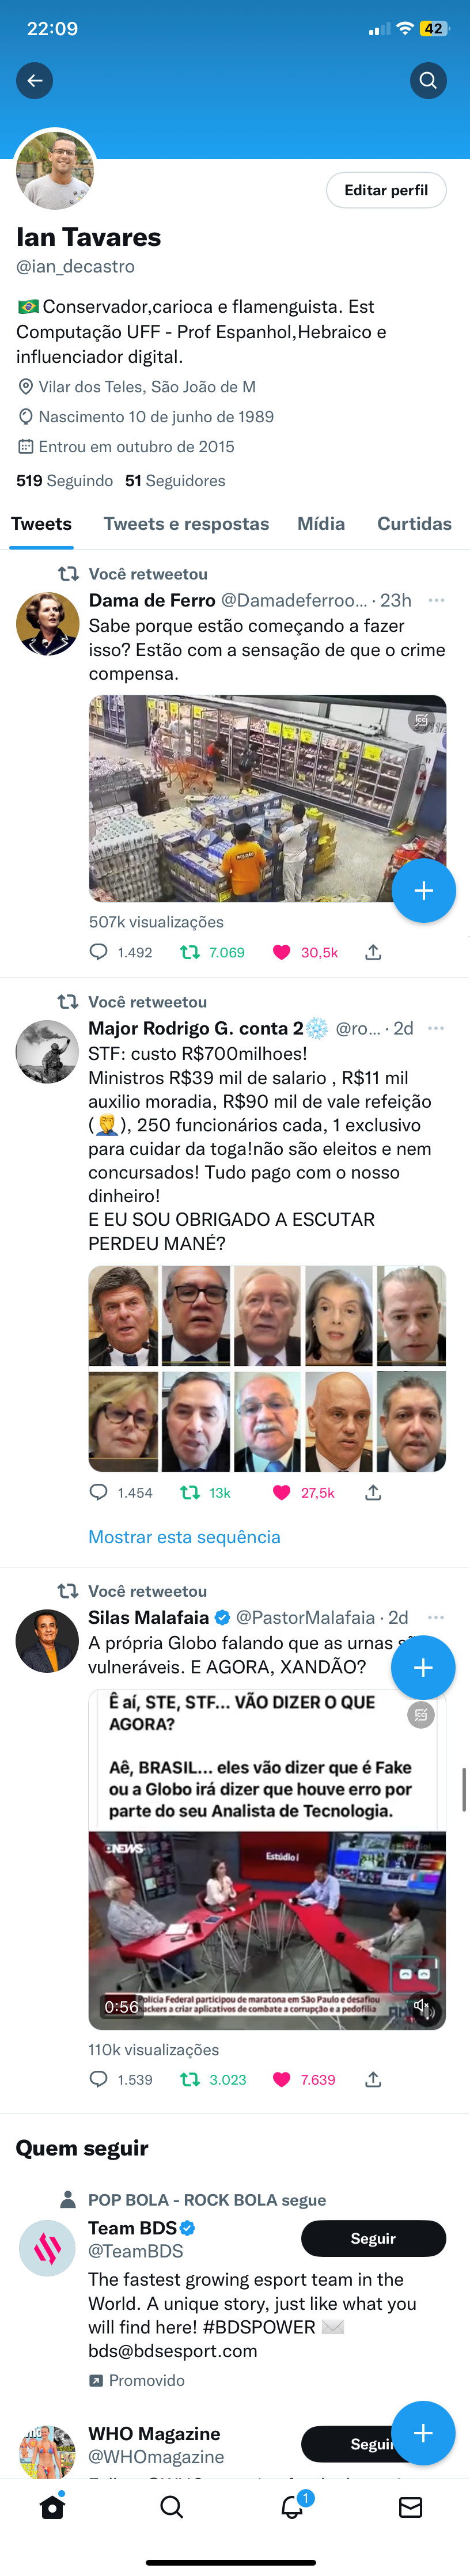 22:09
42
Editar perfil
Ian Tavares
@ian_decastro
🇧🇷Conservador,carioca e flamenguista. Est
Computação UFF - Prof Espanhol,Hebraico e
influenciador digital.
Vilar dos Teles, São João de M
Nascimento 10 de junho de 1989
Entrou em outubro de 2015
519 Seguindo 51 Seguidores
Tweets Tweets e respostas Mídia Curtidas
Você retweetou
Dama de Ferro @Damadeferroo... · 23h
Sabe porque estão começando a fazer
isso? Estão com a sensação de que o crime
compensa.
507k visualizações
1.492 7.069 30,5k
Você retweetou
Major Rodrigo G. conta 2❄️ @ro... · 2d
STF: custo R$700milhoes!
Ministros R$39 mil de salario , R$11 mil
auxilio moradia, R$90 mil de vale refeição
(🤦‍♂️), 250 funcionários cada, 1 exclusivo
para cuidar da toga!não são eleitos e nem
concursados! Tudo pago com o nosso
dinheiro!
E EU SOU OBRIGADO A ESCUTAR
PERDEU MANÉ?
1.454 13k 27,5k
Mostrar esta sequência
Você retweetou
Silas Malafaia @PastorMalafaia · 2d
A própria Globo falando que as urnas
vulneráveis. E AGORA, XANDÃO?
Ê aí, STE, STF... VÃO DIZER O QUE
AGORA?
Aê, BRASIL... eles vão dizer que é Fake
ou a Globo irá dizer que houve erro por
parte do seu Analista de Tecnologia.
NEWS
Estúdio i
Polícia Federal participou de maratona em São Paulo e desafiou
0:56 hackers a criar aplicativos de combate a corrupção e a pedofilia
110k visualizações
1.539 3.023 7.639
Quem seguir
POP BOLA - ROCK BOLA segue
Team BDS
@TeamBDS
Seguir
The fastest growing esport team in the
World. A unique story, just like what you
will find here! #BDSPOWER ✉️
bds@bdsesport.com
Promovido
WHO Magazine
@WHOmagazine
Seguir
1